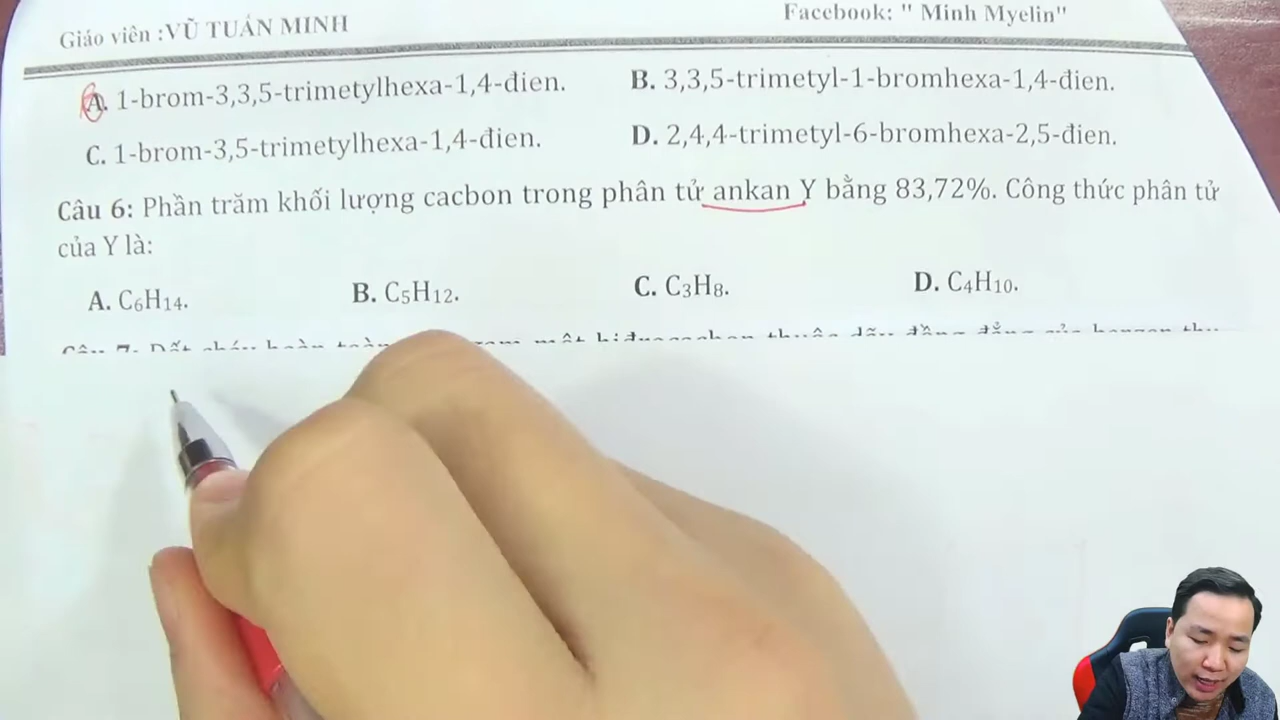 Giáo viên :VŨ TUẤN MINH Facebook: " Minh Myelin"
A. 1-brom-3,3,5-trimetylhexa-1,4-đien. B. 3,3,5-trimetyl-1-bromhexa-1,4-đien.
C. 1-brom-3,5-trimetylhexa-1,4-đien. D. 2,4,4-trimetyl-6-bromhexa-2,5-đien.
Câu 6: Phần trăm khối lượng cacbon trong phân tử ankan Y bằng 83,72%. Công thức phân tử
của Y là:
A. C₆H₁₄. B. C₅H₁₂. C. C₃H₈. D. C₄H₁₀.